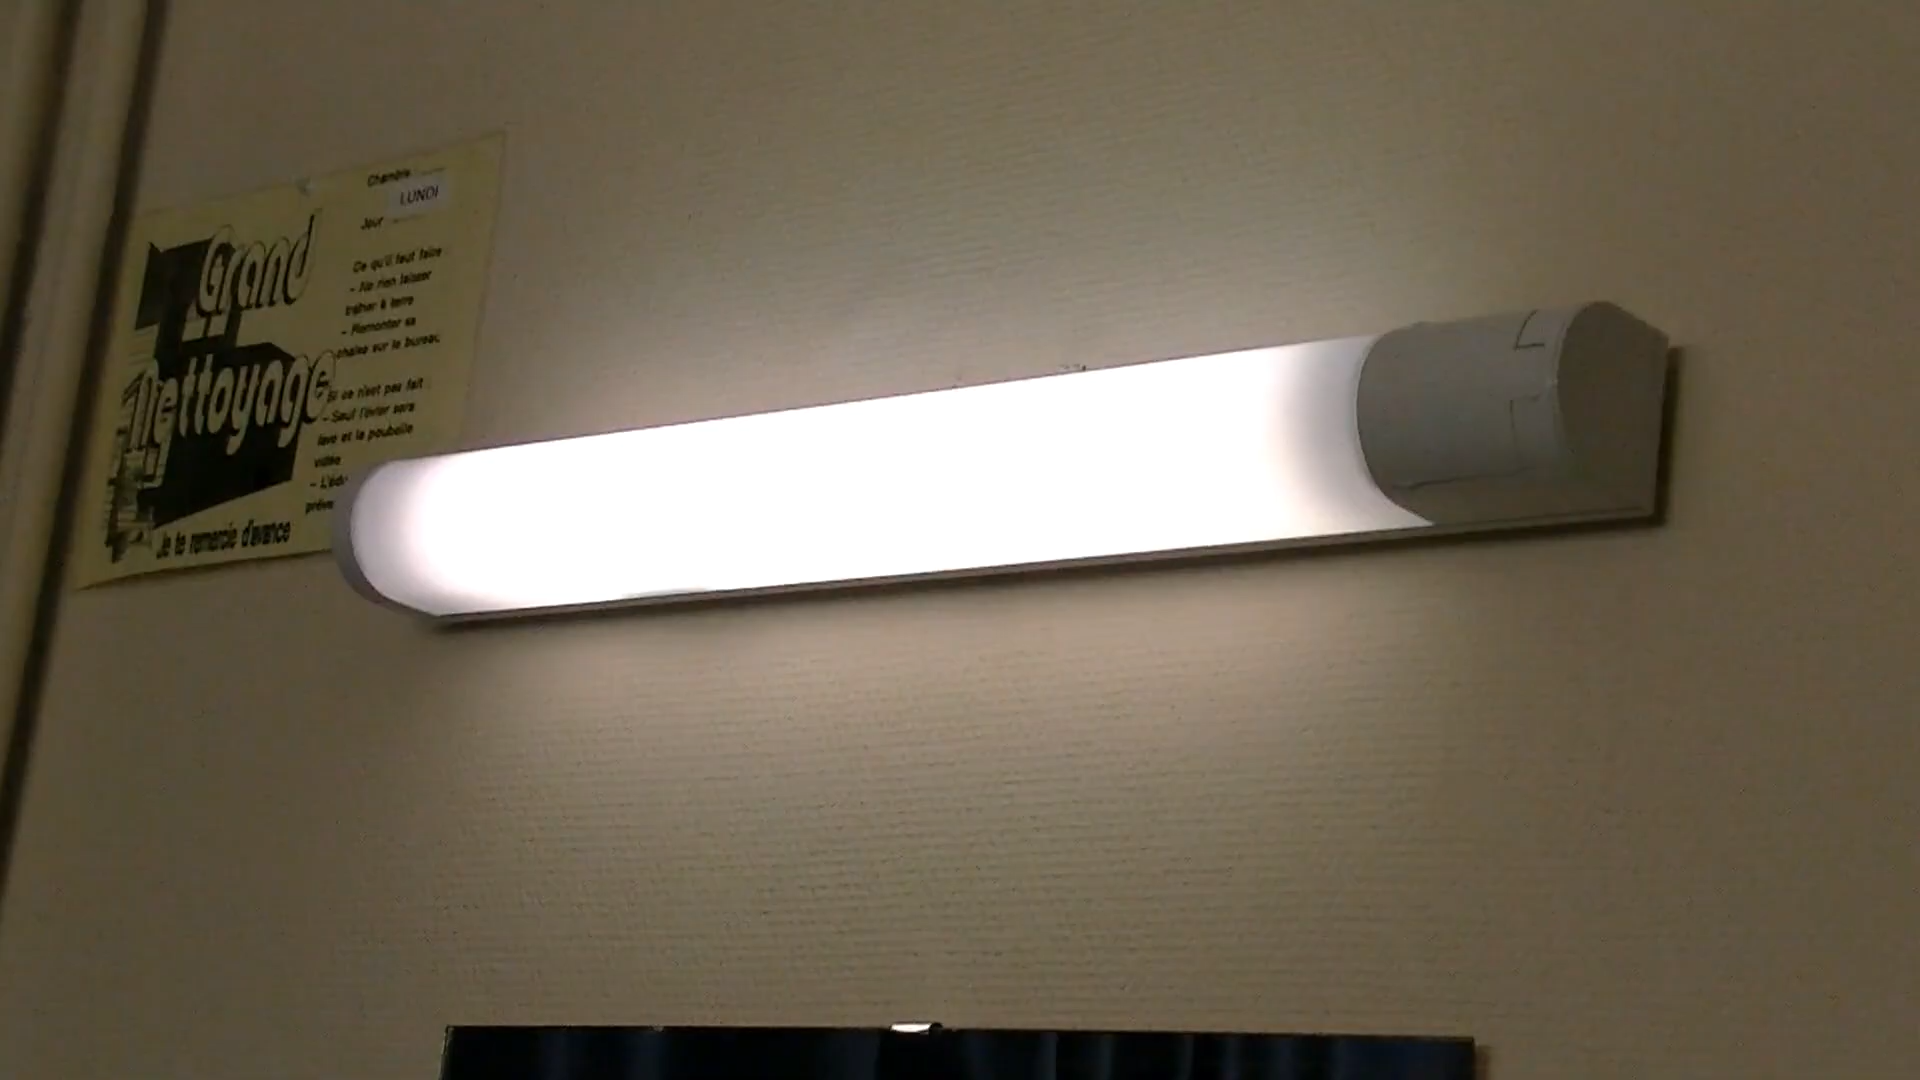 Chambre
LUNDI
Jour
Grand
Nettoyage
Ce qu'il faut faire
- Ne rien laisser
traîner à terre
- Remonter sa
chaise sur le bureau
Si ce n'est pas fait
- Seul l'évier sera
lavé et la poubelle
vidée
- L'édu
préve
Je te remercie d'avance